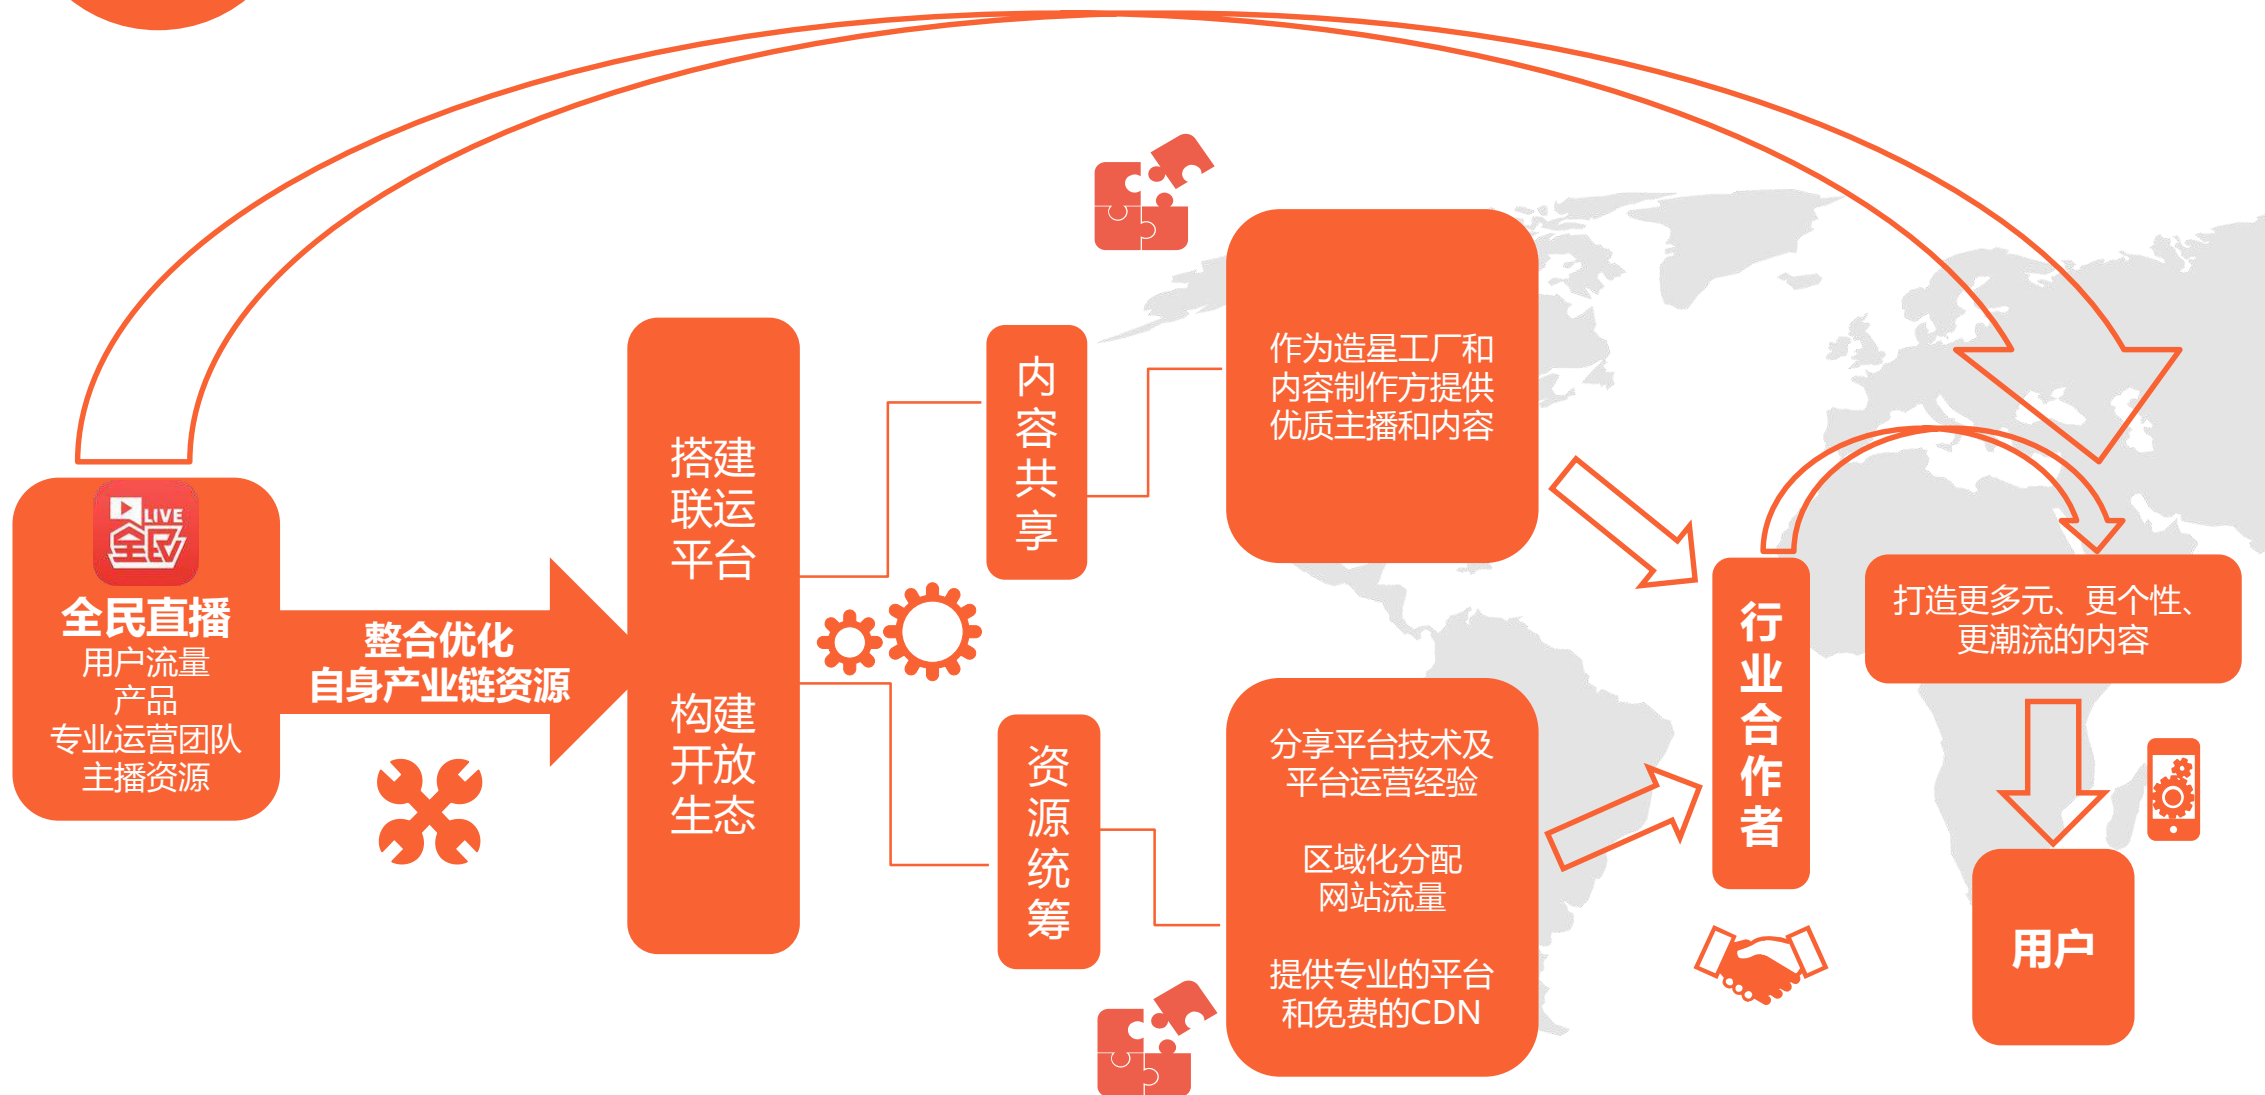 LIVE
全民
全民直播
用户流量
产品
专业运营团队
主播资源
整合优化
自身产业链资源
搭建
联运
平台
构建
开放
生态
内
容
共
享
资
源
统
筹
作为造星工厂和
内容制作方提供
优质主播和内容
分享平台技术及
平台运营经验
区域化分配
网站流量
提供专业的平台
和免费的CDN
行
业
合
作
者
打造更多元、更个性、
更潮流的内容
用户